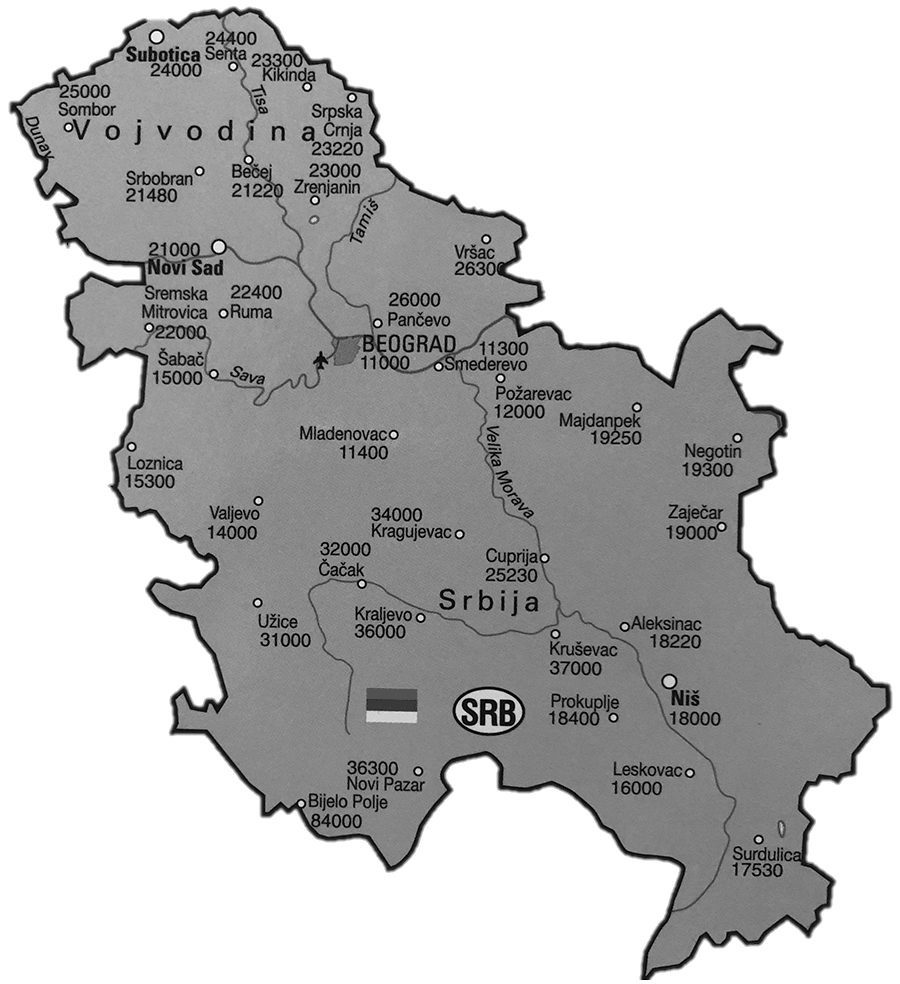 Subotica
24000
24400
Senta
23300
Kikinda
25000
Sombor
Dunav
Tisa
Srpska
Crnja
23220
Vojvodina
Srbobran
21480
Bečej
21220
23000
Zrenjanin
Tamiš
21000
Novi Sad
Vršac
26300
Sremska
Mitrovica
22000
22400
Ruma
26000
Pančevo
BEOGRAD
11000
11300
Smederevo
Šabač
15000
Sava
Požarevac
12000
Majdanpek
19250
Negotin
19300
Mladenovac
11400
Velika Morava
Loznica
15300
Valjevo
14000
34000
Kragujevac
Zaječar
19000
32000
Čačak
Cuprija
25230
Srbija
Užice
31000
Kraljevo
36000
Aleksinac
18220
Kruševac
37000
SRB
Prokuplje
18400
Niš
18000
36300
Novi Pazar
Leskovac
16000
Bijelo Polje
84000
Surdulica
17530